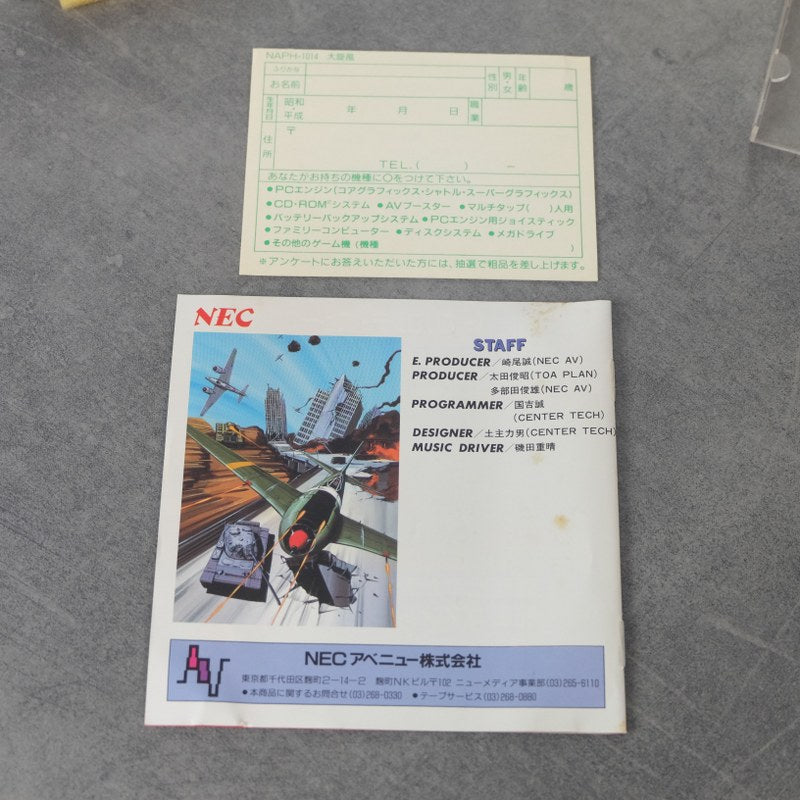 NAPH-1014 大旋風
ふりがな
お名前
性別
男・女
年齢
歳
生年月日
昭和・平成
年 月 日
職業
住所
〒
TEL.( ) －
あなたがお持ちの機種に○をつけて下さい。
●PCエンジン(コアグラフィックス・シャトル・スーパーグラフィックス)
●CD-ROM²システム ●AVブースター ●マルチタップ( )人用
●バッテリーバックアップシステム ●PCエンジン用ジョイスティック
●ファミリーコンピューター ●ディスクシステム ●メガドライブ
●その他のゲーム機 (機種 )
※アンケートにお答えいただいた方には、抽選で粗品を差し上げます。
NEC
STAFF
E. PRODUCER／崎尾誠(NEC AV)
PRODUCER／太田俊昭(TOA PLAN)
多部田俊雄(NEC AV)
PROGRAMMER／国吉誠
(CENTER TECH)
DESIGNER／土主力男(CENTER TECH)
MUSIC DRIVER／磯田重晴
AV
NECアベニュー株式会社
東京都千代田区麹町2－14－2 麹町NKビル〒102 ニューメディア事業部(03)265-6110
●本商品に関するお問合せ(03)268-0330 ●テープサービス(03)268-0880